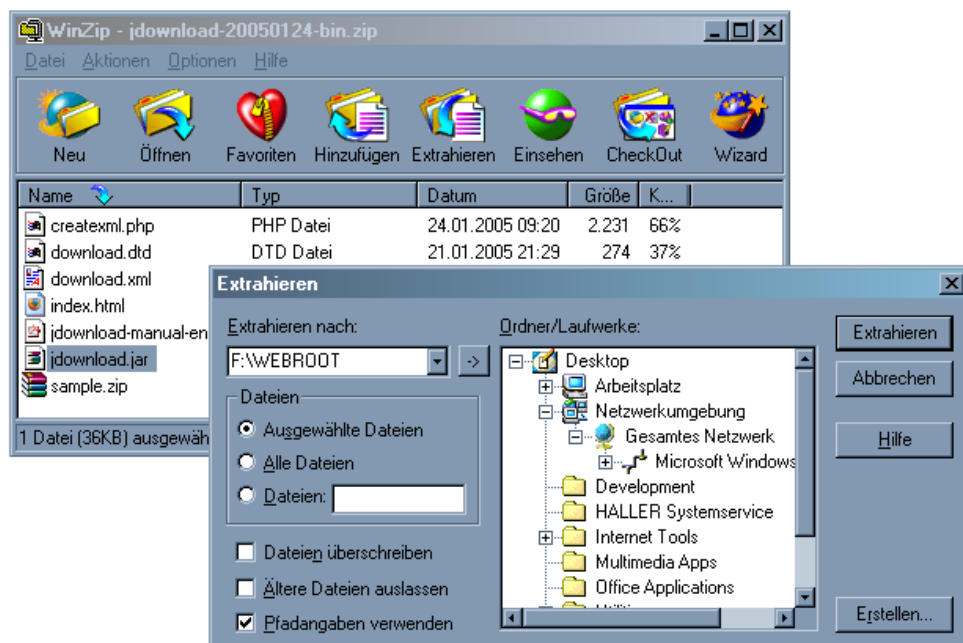 WinZip - jdownload-20050124-bin.zip
Datei Aktionen Optionen Hilfe
Neu Öffnen Favoriten Hinzufügen Extrahieren Einsehen CheckOut Wizard
Name Typ Datum Größe K...
createxml.php PHP Datei 24.01.2005 09:20 2.231 66%
download.dtd DTD Datei 21.01.2005 21:29 274 37%
download.xml
index.html
jdownload-manual-en
jdownload.jar
sample.zip
1 Datei (36KB) ausgewäh
Extrahieren
Extrahieren nach:
F:\WEBROOT
->
Dateien
Ausgewählte Dateien
Alle Dateien
Dateien:
Dateien überschreiben
Ältere Dateien auslassen
Pfadangaben verwenden
Ordner/Laufwerke:
Desktop
Arbeitsplatz
Netzwerkumgebung
Gesamtes Netzwerk
Microsoft Windows
Development
HALLER Systemservice
Internet Tools
Multimedia Apps
Office Applications
Extrahieren
Abbrechen
Hilfe
Erstellen...